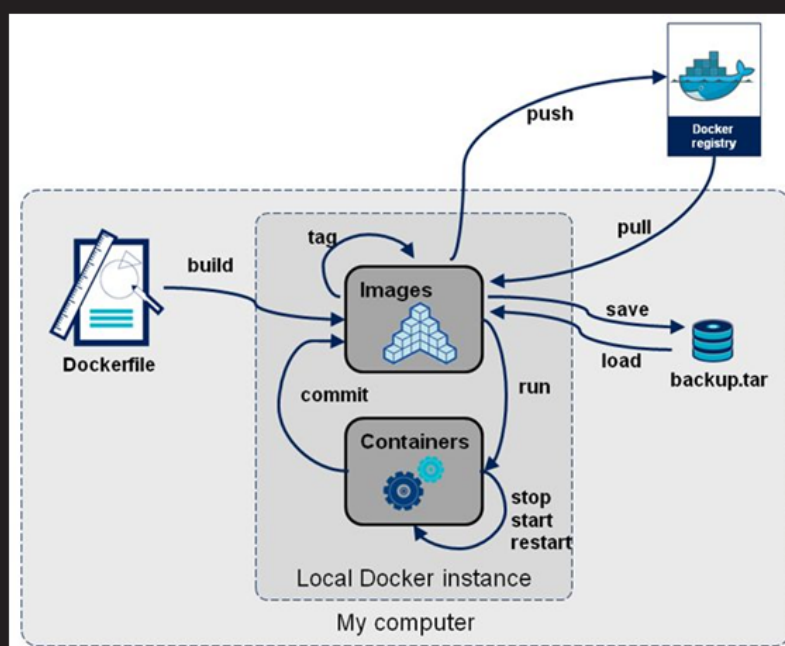 push
Docker
registry
tag
pull
build
Images
save
Dockerfile
load
backup.tar
commit
run
Containers
stop
start
restart
Local Docker instance
My computer